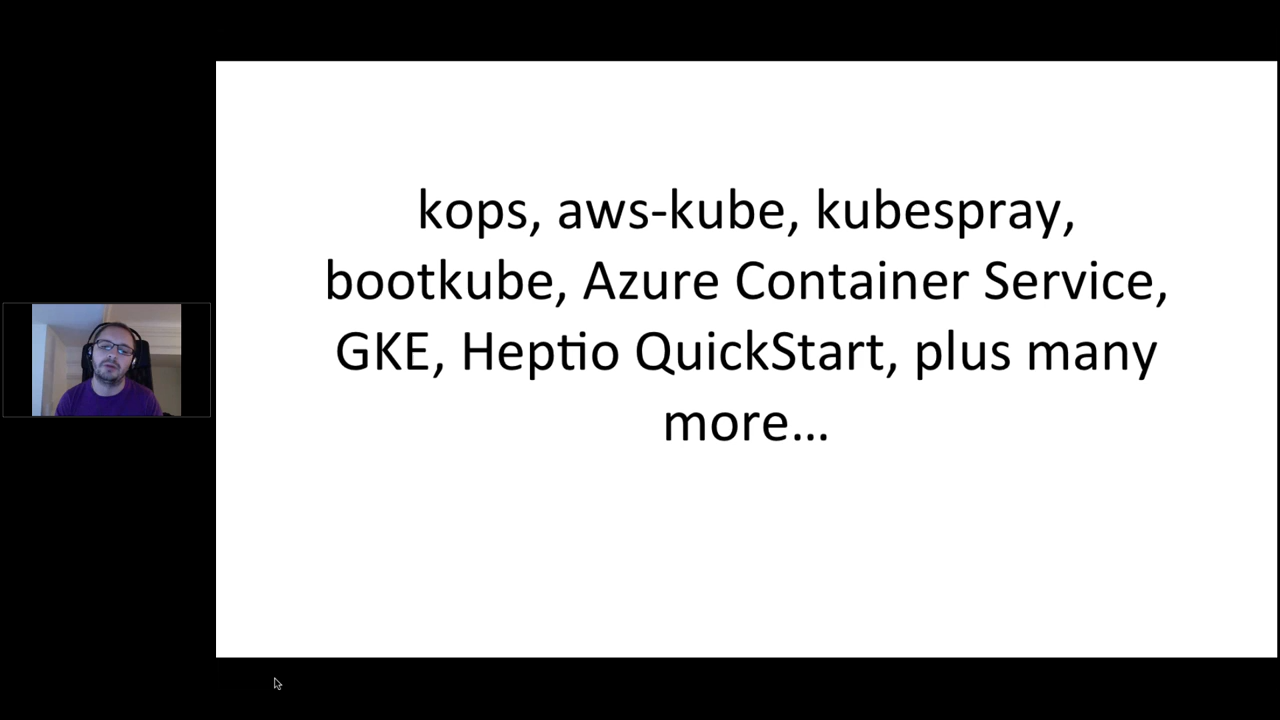 kops, aws-kube, kubespray,
bootkube, Azure Container Service,
GKE, Heptio QuickStart, plus many
more...